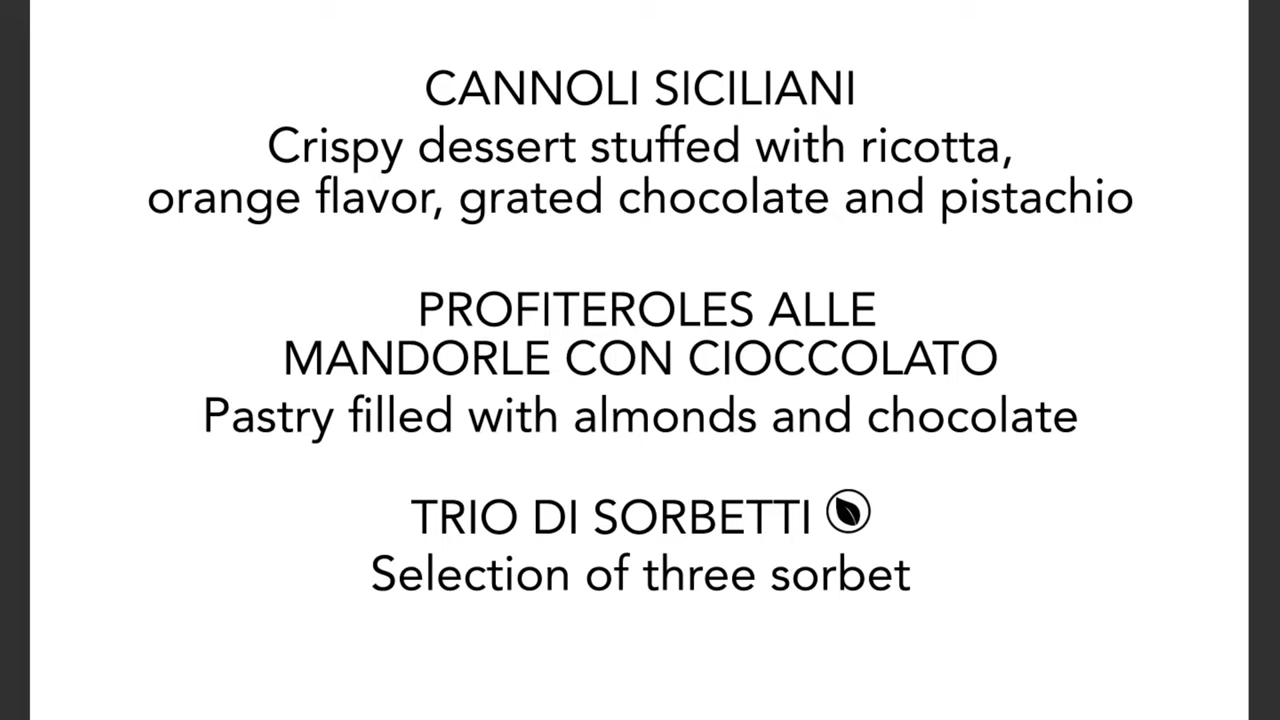 CANNOLI SICILIANI
Crispy dessert stuffed with ricotta,
orange flavor, grated chocolate and pistachio
PROFITEROLES ALLE
MANDORLE CON CIOCCOLATO
Pastry filled with almonds and chocolate
TRIO DI SORBETTI
Selection of three sorbet